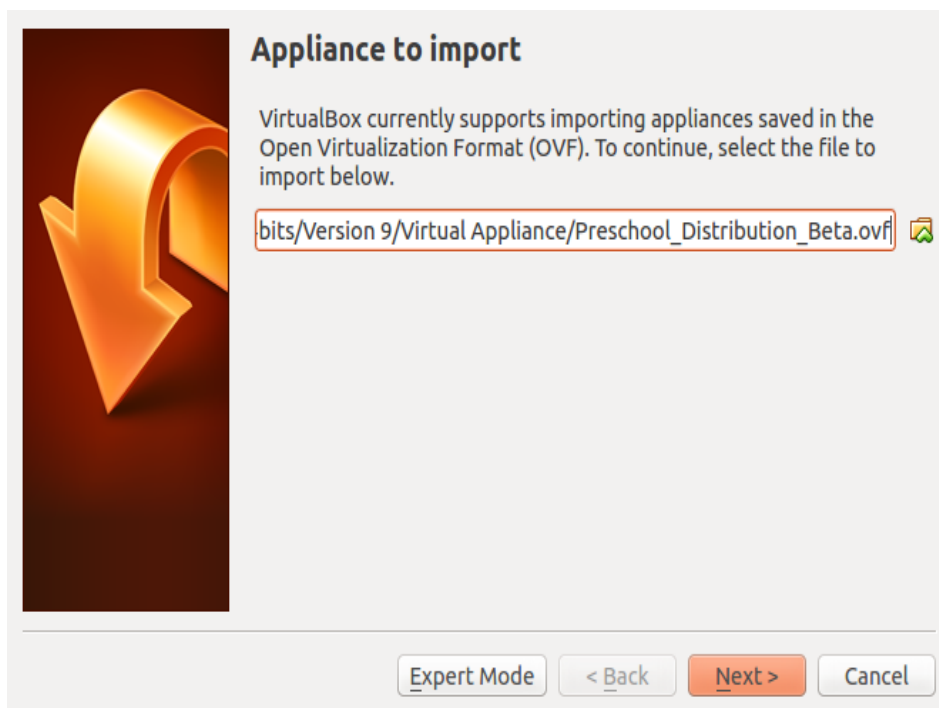 Appliance to import
VirtualBox currently supports importing appliances saved in the
Open Virtualization Format (OVF). To continue, select the file to
import below.
bits/Version 9/Virtual Appliance/Preschool_Distribution_Beta.ovf
Expert Mode
< Back
Next >
Cancel